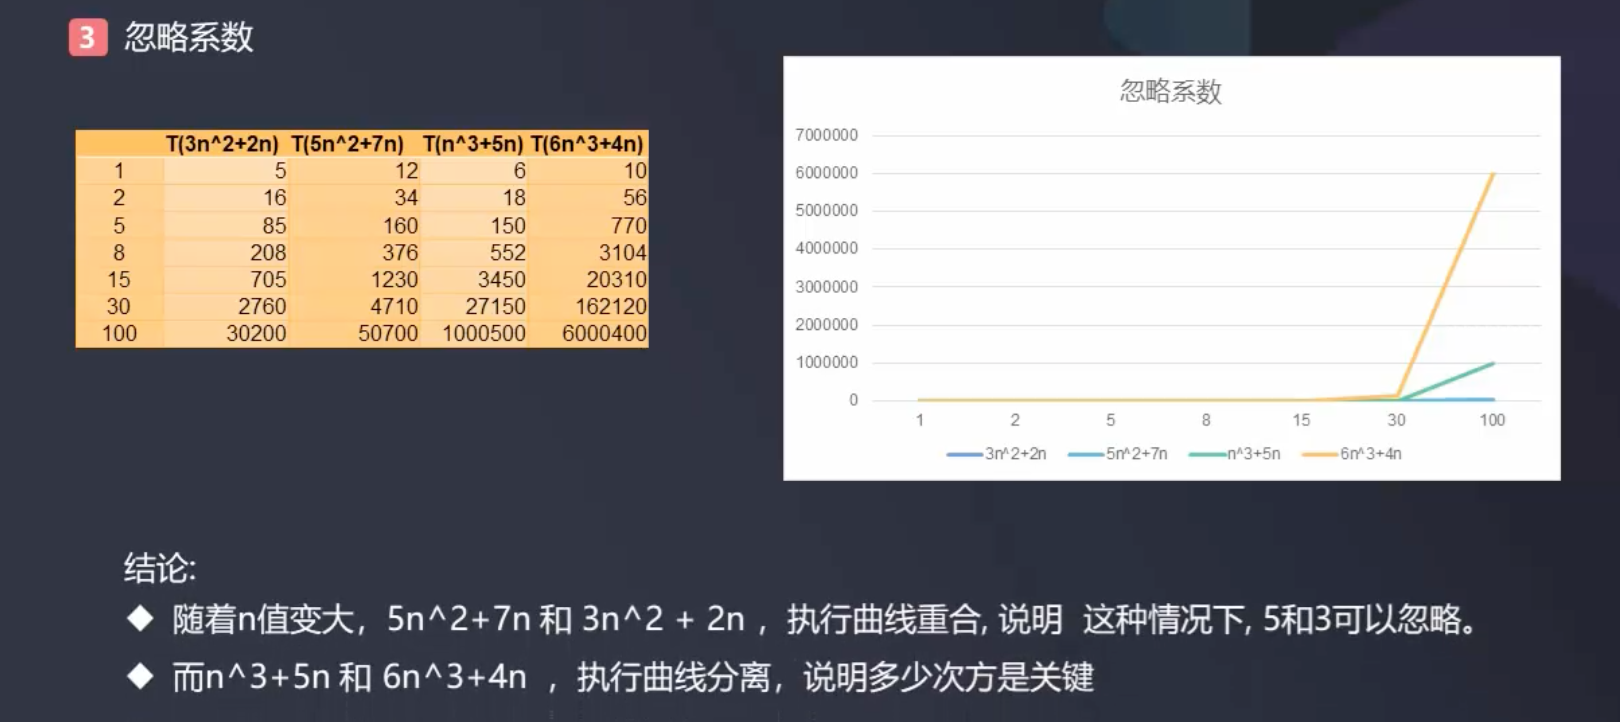 3 忽略系数
T(3n^2+2n) T(5n^2+7n) T(n^3+5n) T(6n^3+4n)
1 5 12 6 10
2 16 34 18 56
5 85 160 150 770
8 208 376 552 3104
15 705 1230 3450 20310
30 2760 4710 27150 162120
100 30200 50700 1000500 6000400
忽略系数
7000000
6000000
5000000
4000000
3000000
2000000
1000000
0
1 2 5 8 15 30 100
3n^2+2n 5n^2+7n n^3+5n 6n^3+4n
结论:
◆ 随着n值变大，5n^2+7n 和 3n^2 + 2n ，执行曲线重合, 说明 这种情况下, 5和3可以忽略。
◆ 而n^3+5n 和 6n^3+4n ，执行曲线分离，说明多少次方是关键